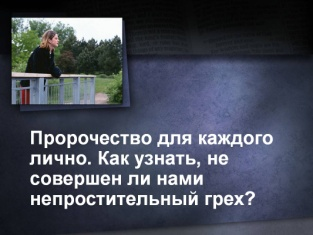 Пророчество для каждого
лично. Как узнать, не
совершен ли нами
непростительный грех?